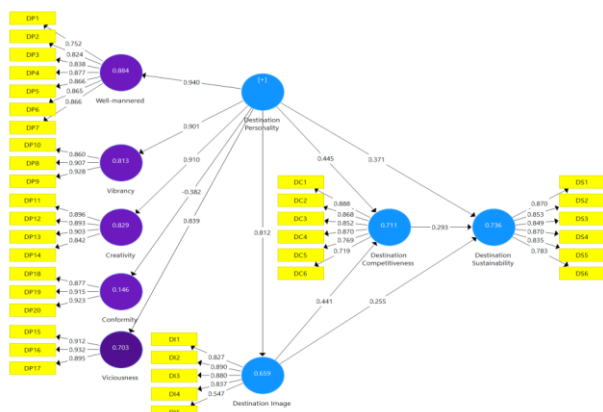 DP1
DP2
DP3
DP4
DP5
DP6
DP7
0.752
0.824
0.838
0.877
0.866
0.865
0.866
0.884
Well-mannered
0.940
[+]
Destination
Personality
DP10
DP8
DP9
0.860
0.907
0.928
0.813
Vibrancy
0.901
DP11
DP12
DP13
DP14
0.896
0.891
0.903
0.842
0.829
Creativity
0.910
DP18
DP19
DP20
0.877
0.915
0.923
0.146
Conformity
-0.382
DP15
DP16
DP17
0.912
0.932
0.895
0.703
Viciousness
0.839
0.445
0.371
0.812
DC1
DC2
DC3
DC4
DC5
DC6
0.888
0.868
0.852
0.870
0.769
0.719
0.711
Destination
Competitiveness
0.293
0.736
Destination
Sustainability
0.870
0.853
0.849
0.870
0.835
0.783
DS1
DS2
DS3
DS4
DS5
DS6
0.441
0.255
DI1
DI2
DI3
DI4
0.827
0.890
0.880
0.837
0.547
0.659
Destination Image